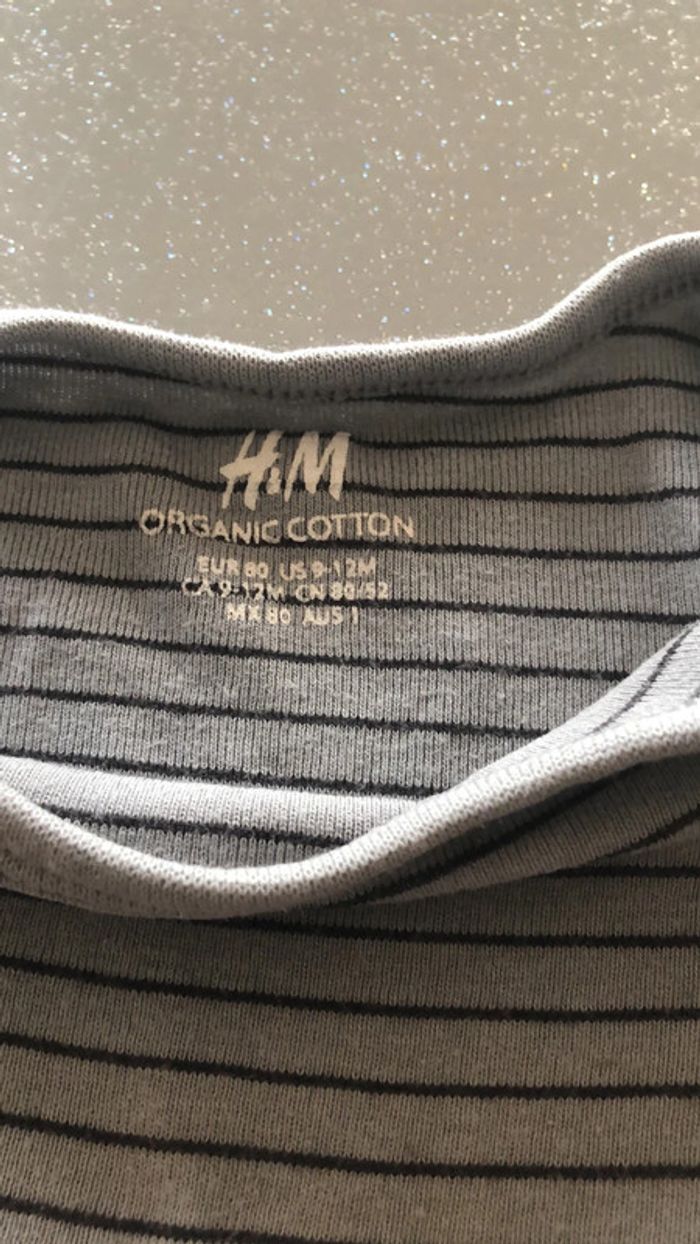 H&M
ORGANIC COTTON
EUR 80 US 9-12M
CA 9-12M CN 80/52
MX 80 AUS 1